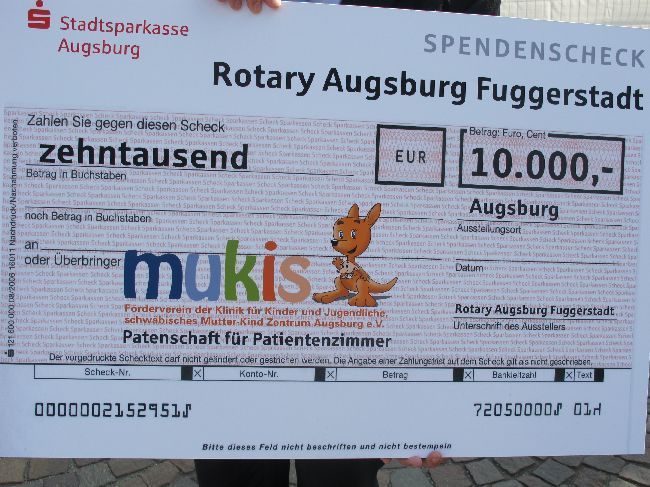 Stadtsparkasse
Augsburg
SPENDENSCHECK
Rotary Augsburg Fuggerstadt
Zahlen Sie gegen diesen Scheck
zehntausend
Betrag in Buchstaben
EUR
Betrag: Euro, Cent
10.000,-
noch Betrag in Buchstaben
Augsburg
Ausstellungsort
an
oder Überbringer
mukis
Datum
Förderverein der Klinik für Kinder und Jugendliche,
schwäbisches Mutter-Kind Zentrum Augsburg e.V.
Rotary Augsburg Fuggerstadt
Unterschrift des Ausstellers
Patenschaft für Patientenzimmer
Der vorgedruckte Schecktext darf nicht geändert oder gestrichen werden. Die Angabe einer Zahlungsfrist auf dem Scheck gilt als nicht geschrieben.
Scheck-Nr. X Konto-Nr. X Betrag X Bankleitzahl X Text
0000002152951 72050000 01H
Bitte dieses Feld nicht beschriften und nicht bestempeln